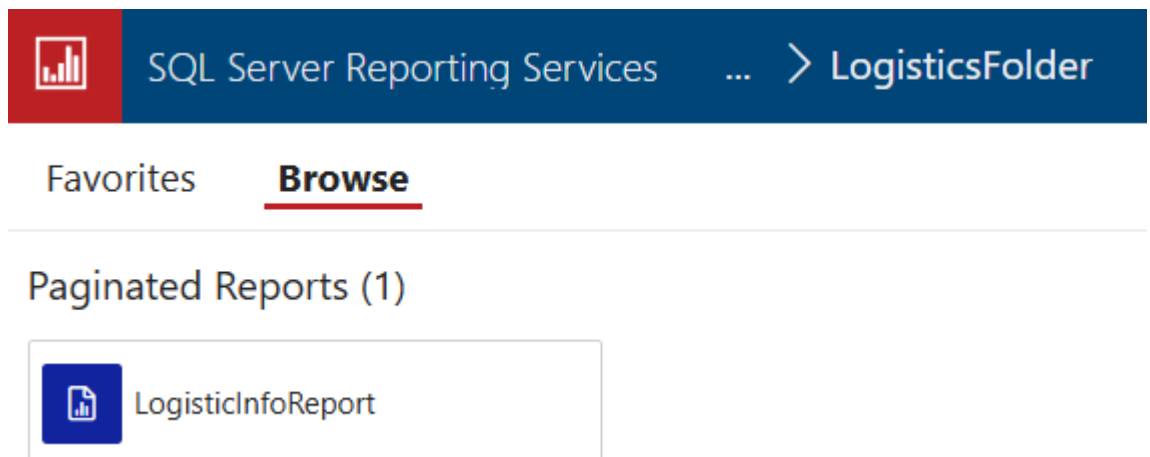 SQL Server Reporting Services ... > LogisticsFolder
Favorites Browse
Paginated Reports (1)
LogisticInfoReport